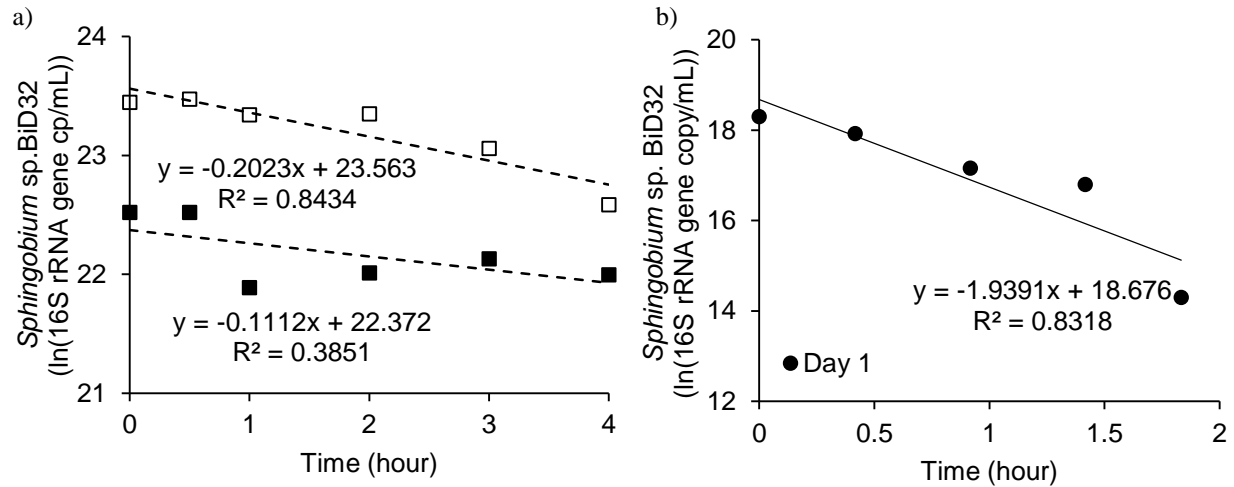 a)
Sphingobium sp.BiD32
(ln(16S rRNA gene cp/mL))
24
23
22
21
y = -0.2023x + 23.563
R² = 0.8434
y = -0.1112x + 22.372
R² = 0.3851
0 1 2 3 4
Time (hour)
b)
Sphingobium sp. BiD32
(ln(16S rRNA gene copy/mL))
20
18
16
14
12
y = -1.9391x + 18.676
R² = 0.8318
Day 1
0 0.5 1 1.5 2
Time (hour)